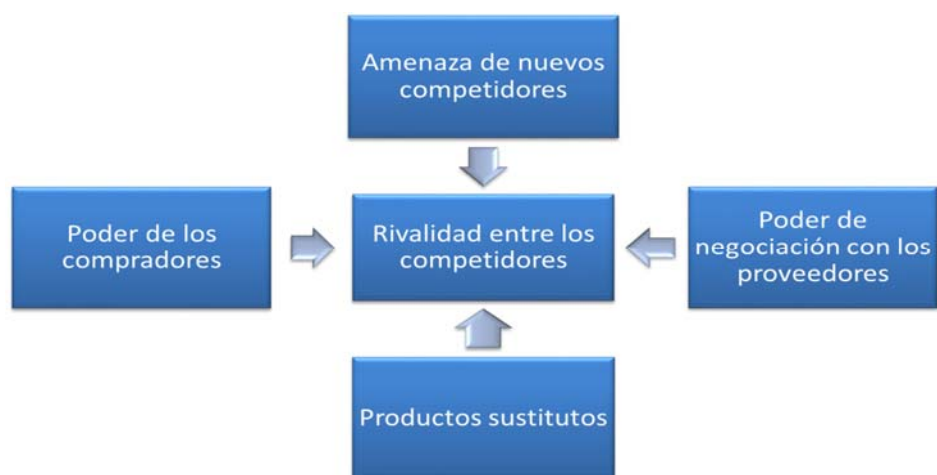 Amenaza de nuevos
competidores
Poder de los
compradores
Rivalidad entre los
competidores
Poder de
negociación con los
proveedores
Productos sustitutos